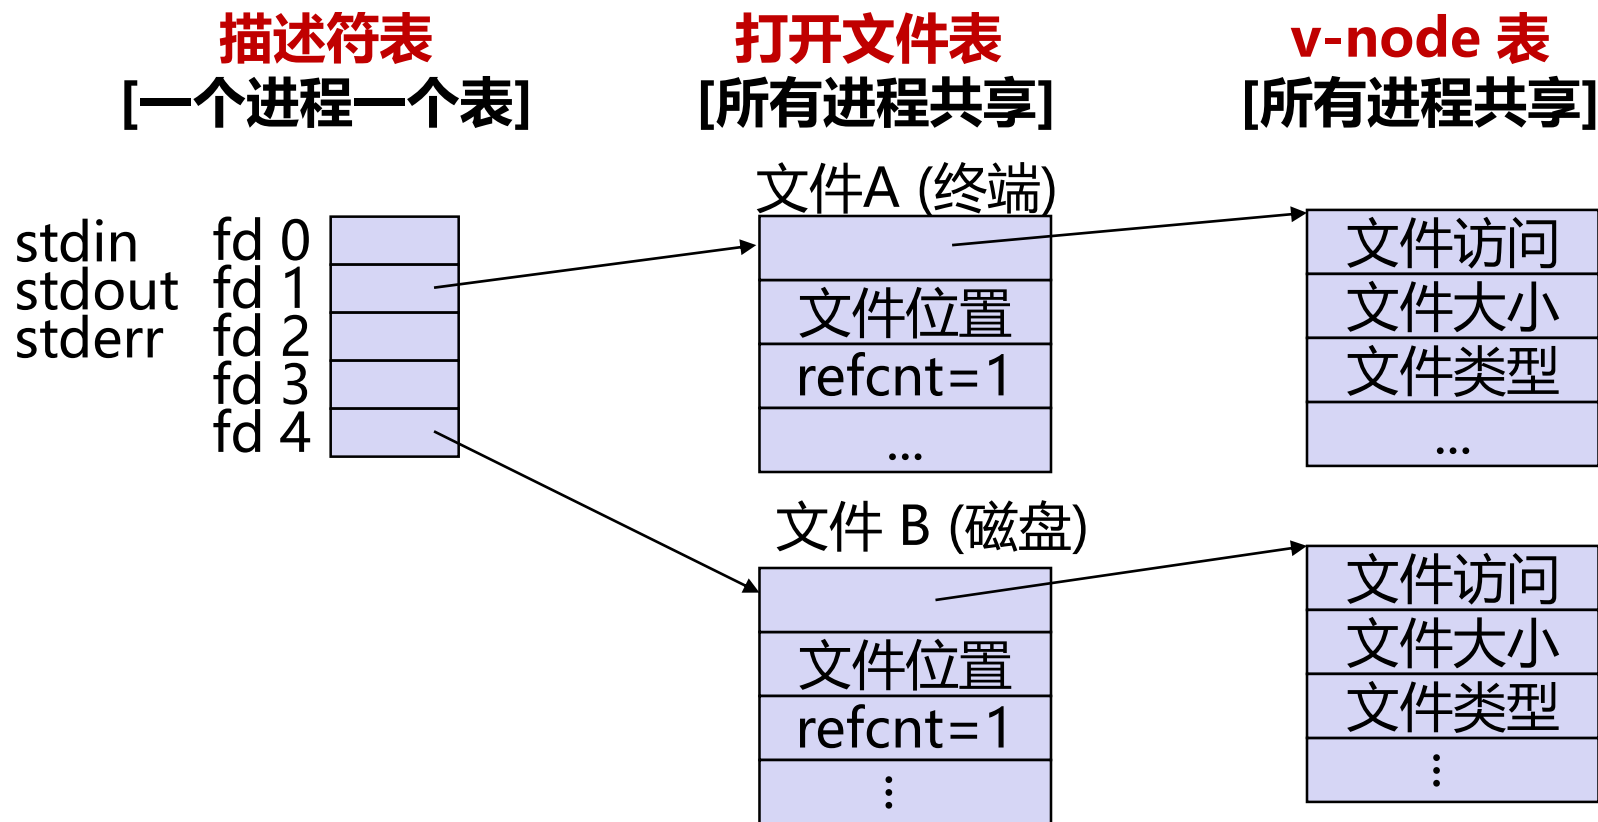 描述符表
[一个进程一个表]
打开文件表
[所有进程共享]
v-node 表
[所有进程共享]
stdin fd 0
stdout fd 1
stderr fd 2
fd 3
fd 4
文件A (终端)
文件位置
refcnt=1
...
文件 B (磁盘)
文件位置
refcnt=1
...
文件访问
文件大小
文件类型
...
文件访问
文件大小
文件类型
...